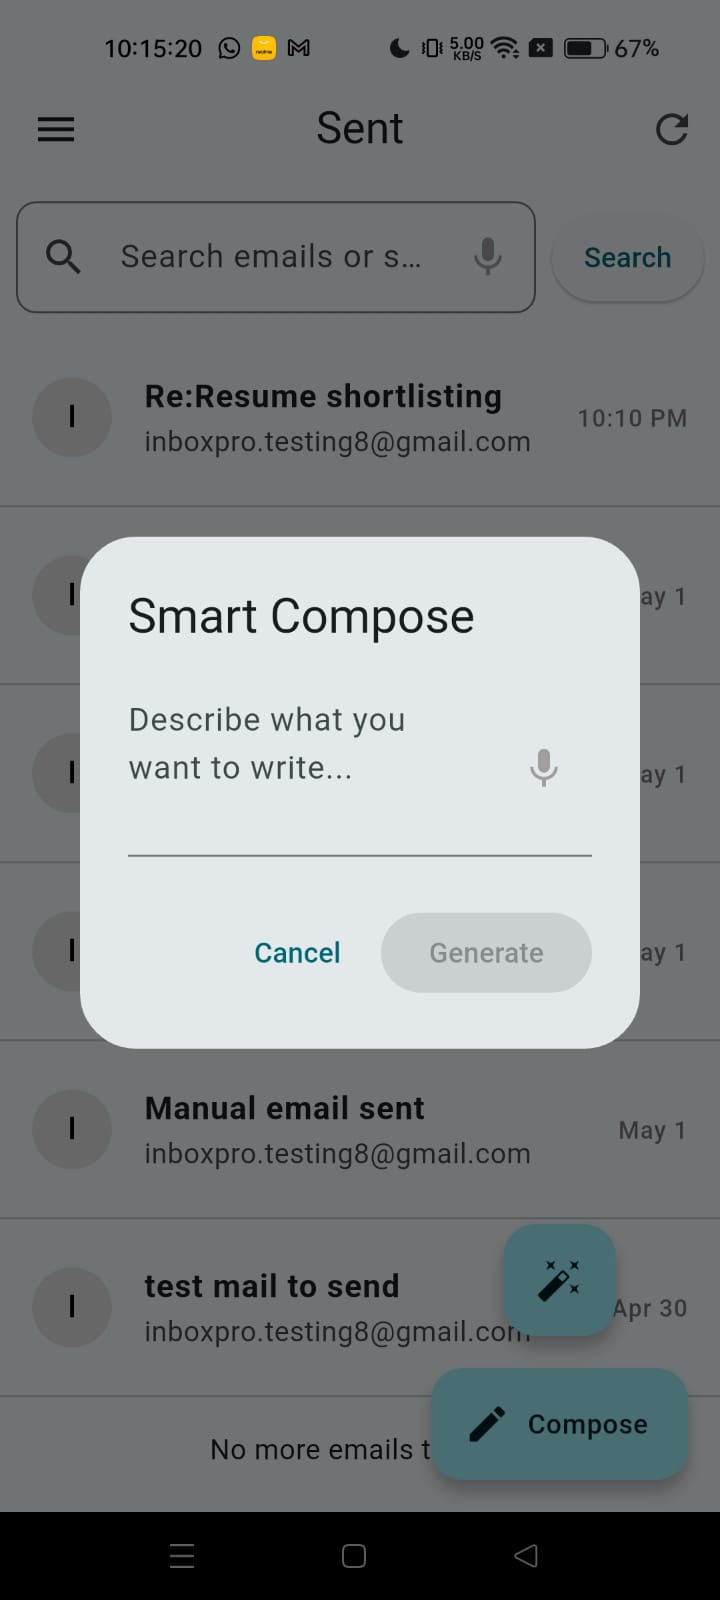 10:15:20
5.00
KB/S
67%
Sent
Search emails or s...
Search
I
Re:Resume shortlisting
inboxpro.testing8@gmail.com
10:10 PM
I
ay 1
Smart Compose
Describe what you
want to write...
I
ay 1
Cancel
Generate
I
ay 1
I
Manual email sent
inboxpro.testing8@gmail.com
May 1
I
test mail to send
inboxpro.testing8@gmail.com
Apr 30
Compose
No more emails t